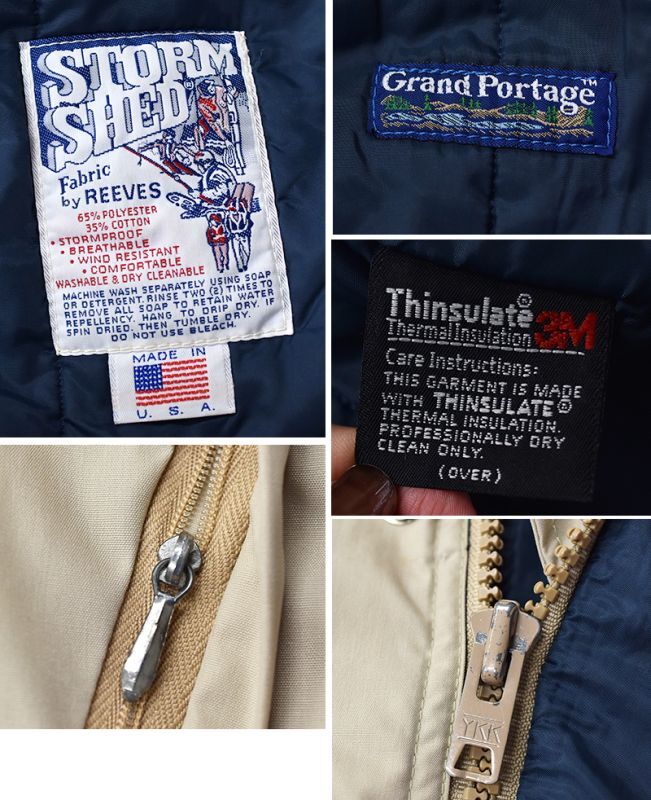 STORM
SHED®
Fabric
by REEVES
65% POLYESTER
35% COTTON
• STORMPROOF
• BREATHABLE
• WIND RESISTANT
• COMFORTABLE
WASHABLE & DRY CLEANABLE
MACHINE WASH SEPARATELY USING SOAP
OR DETERGENT. RINSE TWO (2) TIMES TO
REMOVE ALL SOAP TO RETAIN WATER
REPELLENCY. HANG TO DRIP DRY. IF
SPIN DRIED, THEN TUMBLE DRY.
DO NOT USE BLEACH.
MADE IN
U. S. A.
Grand Portage™
Thinsulate®
Thermal Insulation 3M
Care Instructions:
THIS GARMENT IS MADE
WITH THINSULATE®
THERMAL INSULATION.
PROFESSIONALLY DRY
CLEAN ONLY.
(OVER)
YKK